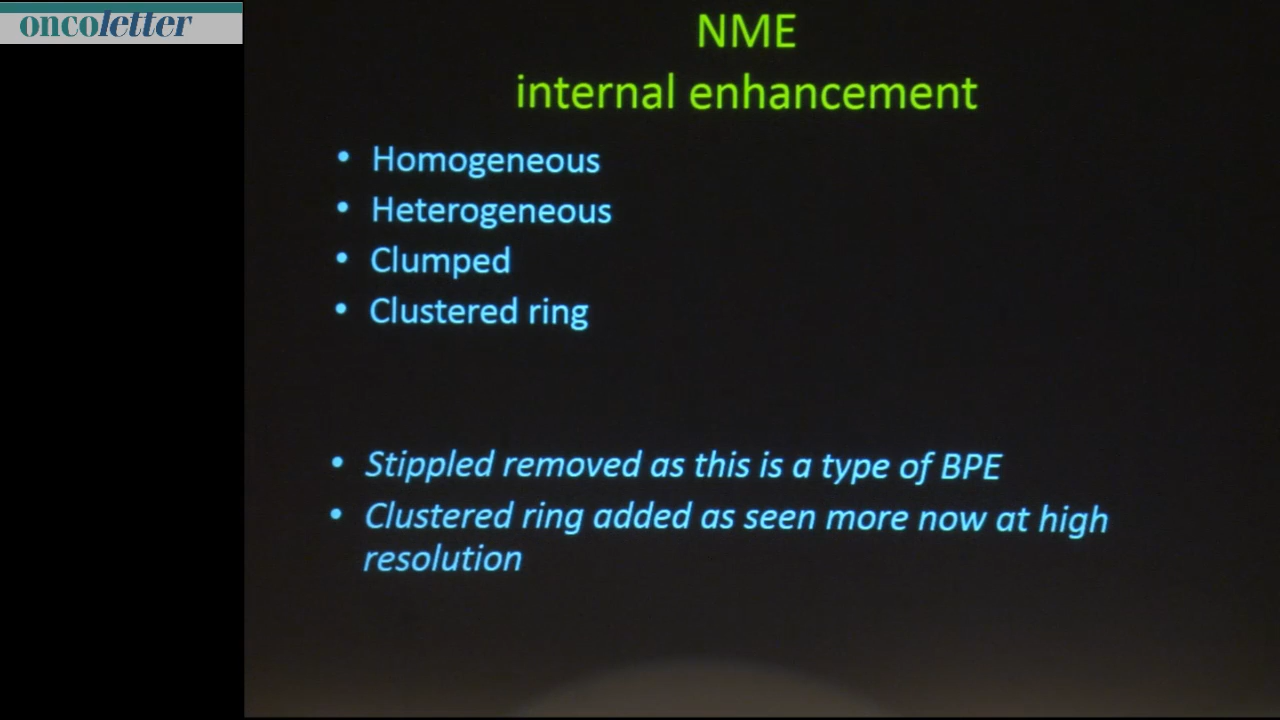 oncoletter
NME
internal enhancement
• Homogeneous
• Heterogeneous
• Clumped
• Clustered ring
• Stippled removed as this is a type of BPE
• Clustered ring added as seen more now at high
resolution